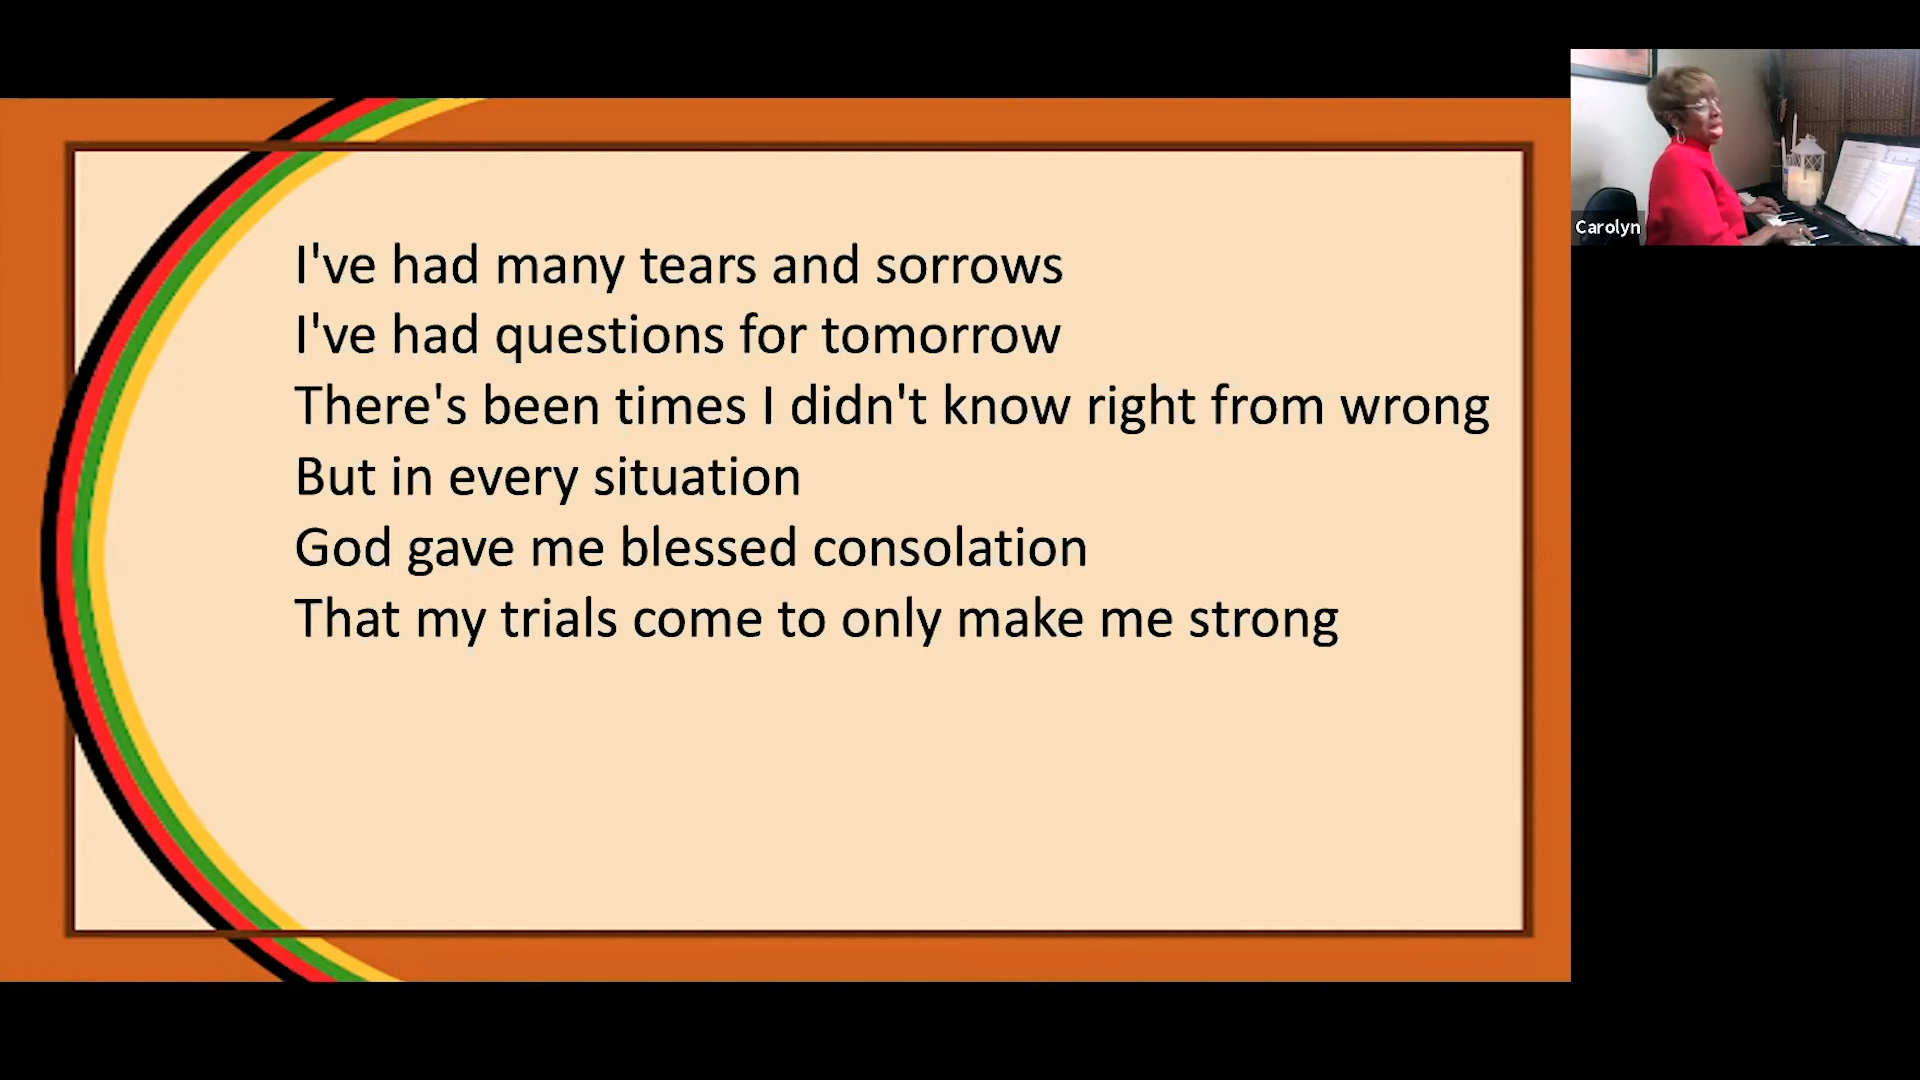 I've had many tears and sorrows
I've had questions for tomorrow
There's been times I didn't know right from wrong
But in every situation
God gave me blessed consolation
That my trials come to only make me strong
Carolyn